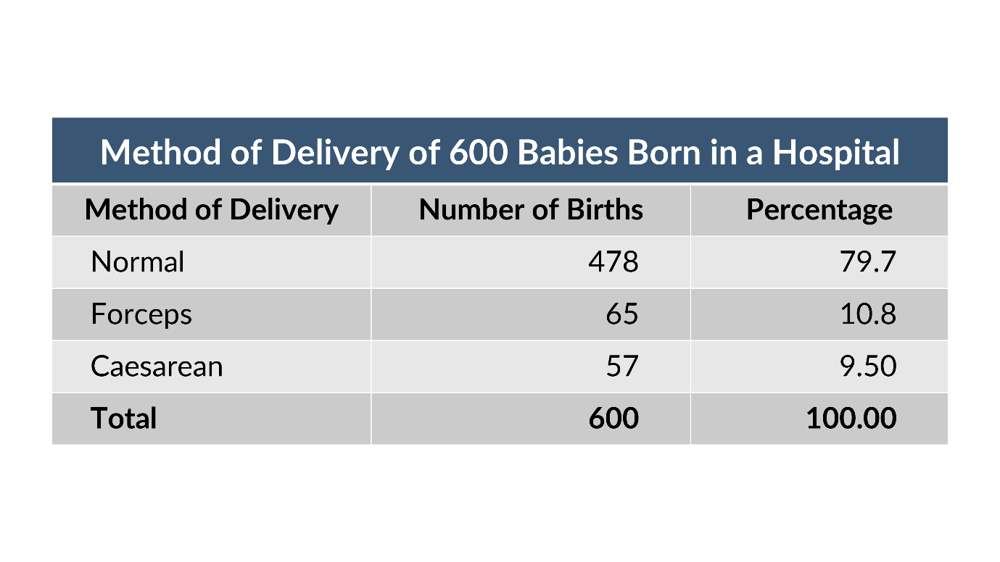 Method of Delivery of 600 Babies Born in a Hospital
Method of Delivery Number of Births Percentage
Normal 478 79.7
Forceps 65 10.8
Caesarean 57 9.50
Total 600 100.00